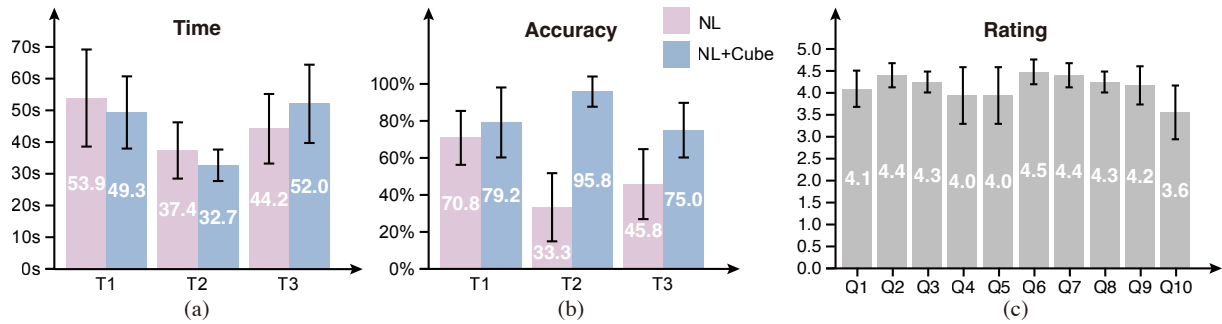 Time
70s
60s
50s
40s
30s
20s
10s
0s
53.9
49.3
37.4
32.7
44.2
52.0
T1 T2 T3
(a)
Accuracy
NL
NL+Cube
100%
80%
60%
40%
20%
0%
70.8
79.2
33.3
95.8
45.8
75.0
T1 T2 T3
(b)
Rating
5.0
4.5
4.0
3.5
3.0
2.5
2.0
1.5
1.0
0.5
0.0
4.1 4.4 4.3 4.0 4.0 4.5 4.4 4.3 4.2 3.6
Q1 Q2 Q3 Q4 Q5 Q6 Q7 Q8 Q9 Q10
(c)